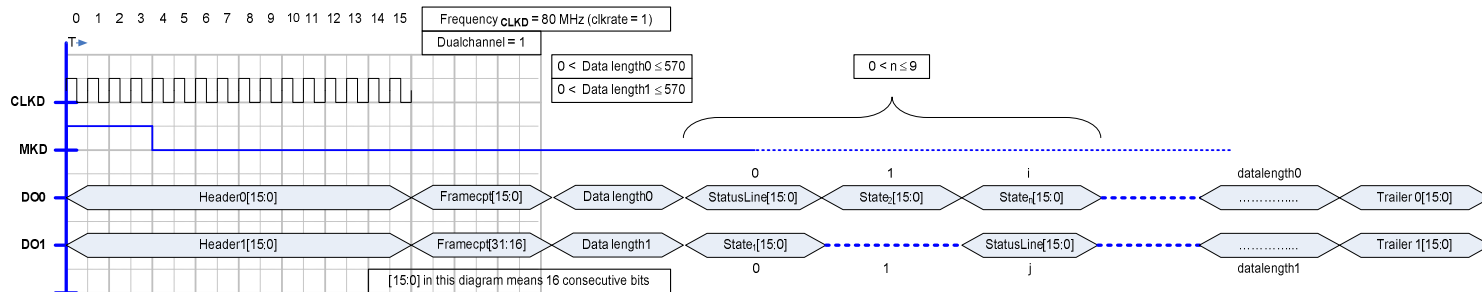 0 1 2 3 4 5 6 7 8 9 10 11 12 13 14 15
Frequency CLKD = 80 MHz (clkrate = 1)
T
Dualchannel = 1
0 < Data length0 ≤ 570
0 < n ≤ 9
0 < Data length1 ≤ 570
CLKD
MKD
0 1 i datalength0
DO0 Header0[15:0] Framecpt[15:0] Data length0 StatusLine[15:0] State2[15:0] Staten[15:0] ............... Trailer 0[15:0]
DO1 Header1[15:0] Framecpt[31:16] Data length1 State1[15:0] StatusLine[15:0] ............... Trailer 1[15:0]
0 1 j datalength1
[15:0] in this diagram means 16 consecutive bits